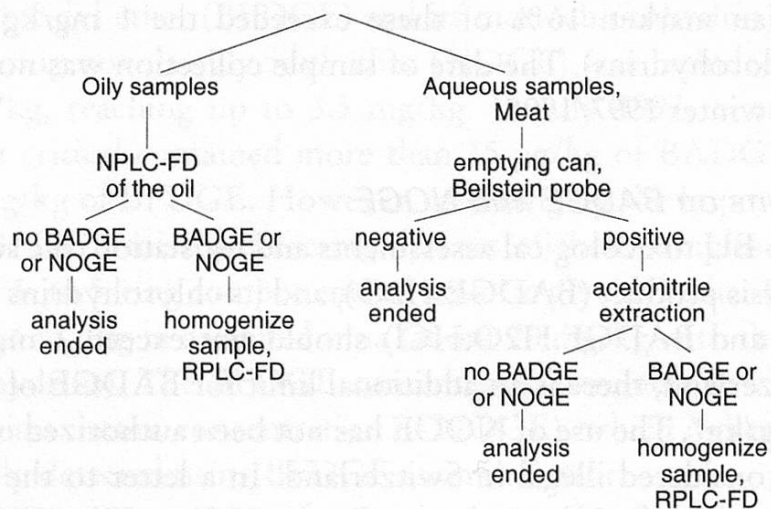 Oily samples
Aqueous samples,
Meat
NPLC-FD
of the oil
emptying can,
Beilstein probe
no BADGE
or NOGE
BADGE or
NOGE
negative
positive
analysis
ended
homogenize
sample,
RPLC-FD
analysis
ended
acetonitrile
extraction
no BADGE
or NOGE
BADGE or
NOGE
analysis
ended
homogenize
sample,
RPLC-FD